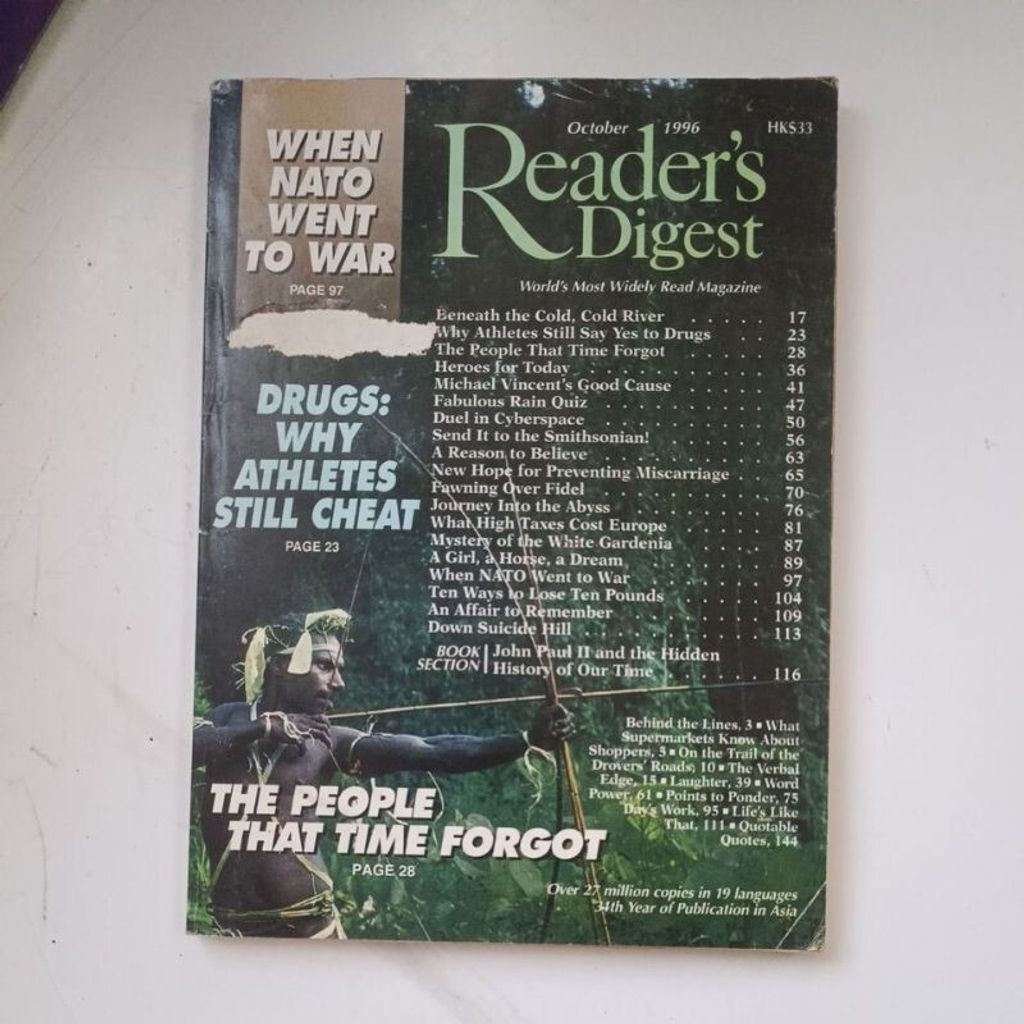 WHEN
NATO
WENT
TO WAR
PAGE 97
DRUGS:
WHY
ATHLETES
STILL CHEAT
PAGE 23
October 1996 HK$33
Reader's
Digest
World's Most Widely Read Magazine
Beneath the Cold, Cold River . . . . . 17
Why Athletes Still Say Yes to Drugs . . . 23
The People That Time Forgot . . . . . 28
Heroes for Today . . . . . . . . . 36
Michael Vincent's Good Cause . . . . . 41
Fabulous Rain Quiz . . . . . . . . 47
Duel in Cyberspace . . . . . . . . 50
Send It to the Smithsonian! . . . . . . 56
A Reason to Believe . . . . . . . . 63
New Hope for Preventing Miscarriage . . 65
Fawning Over Fidel . . . . . . . . 70
Journey Into the Abyss . . . . . . . 76
What High Taxes Cost Europe . . . . 81
Mystery of the White Gardenia . . . . 87
A Girl, a Horse, a Dream . . . . . . 89
When NATO Went to War . . . . . . 97
Ten Ways to Lose Ten Pounds . . . . . 104
An Affair to Remember . . . . . . . 109
Down Suicide Hill . . . . . . . . 113
BOOK SECTION | John Paul II and the Hidden
History of Our Time . . . . 116
Behind the Lines, 3 ▪ What
Supermarkets Know About
Shoppers, 5 ▪ On the Trail of the
Drovers' Roads, 10 ▪ The Verbal
Edge, 15 ▪ Laughter, 39 ▪ Word
Power, 61 ▪ Points to Ponder, 75
Day's Work, 95 ▪ Life's Like
That, 111 ▪ Quotable
Quotes, 144
THE PEOPLE
THAT TIME FORGOT
PAGE 28
Over 27 million copies in 19 languages
34th Year of Publication in Asia